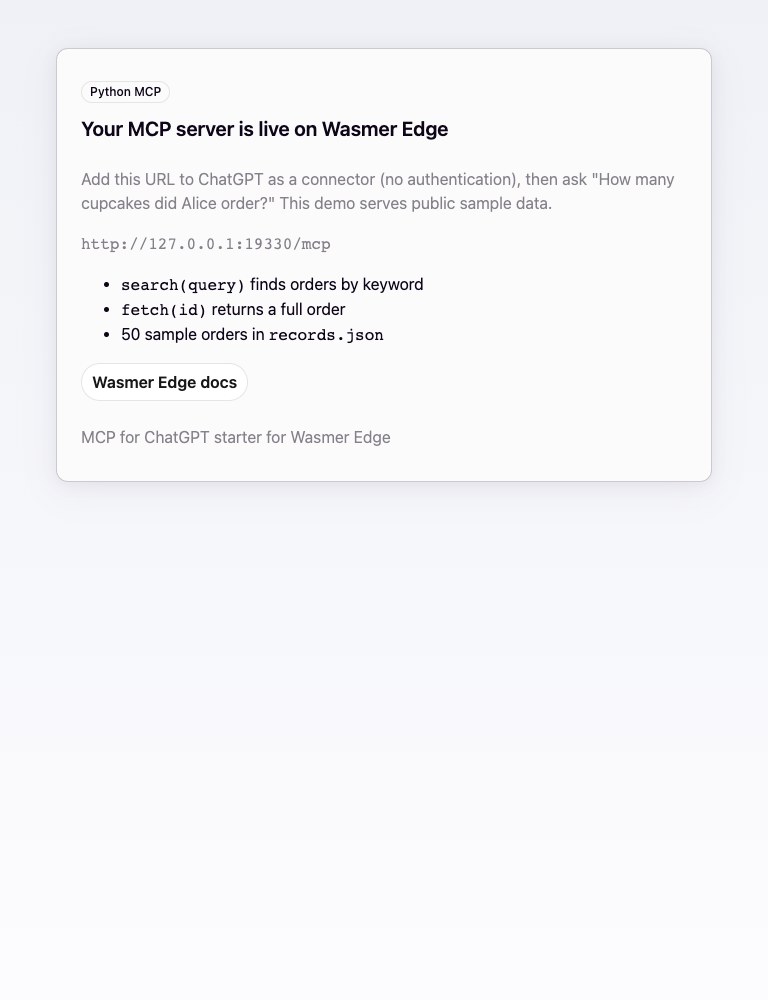 Python MCP
Your MCP server is live on Wasmer Edge
Add this URL to ChatGPT as a connector (no authentication), then ask "How many
cupcakes did Alice order?" This demo serves public sample data.
http://127.0.0.1:19330/mcp
• search(query) finds orders by keyword
• fetch(id) returns a full order
• 50 sample orders in records.json
Wasmer Edge docs
MCP for ChatGPT starter for Wasmer Edge